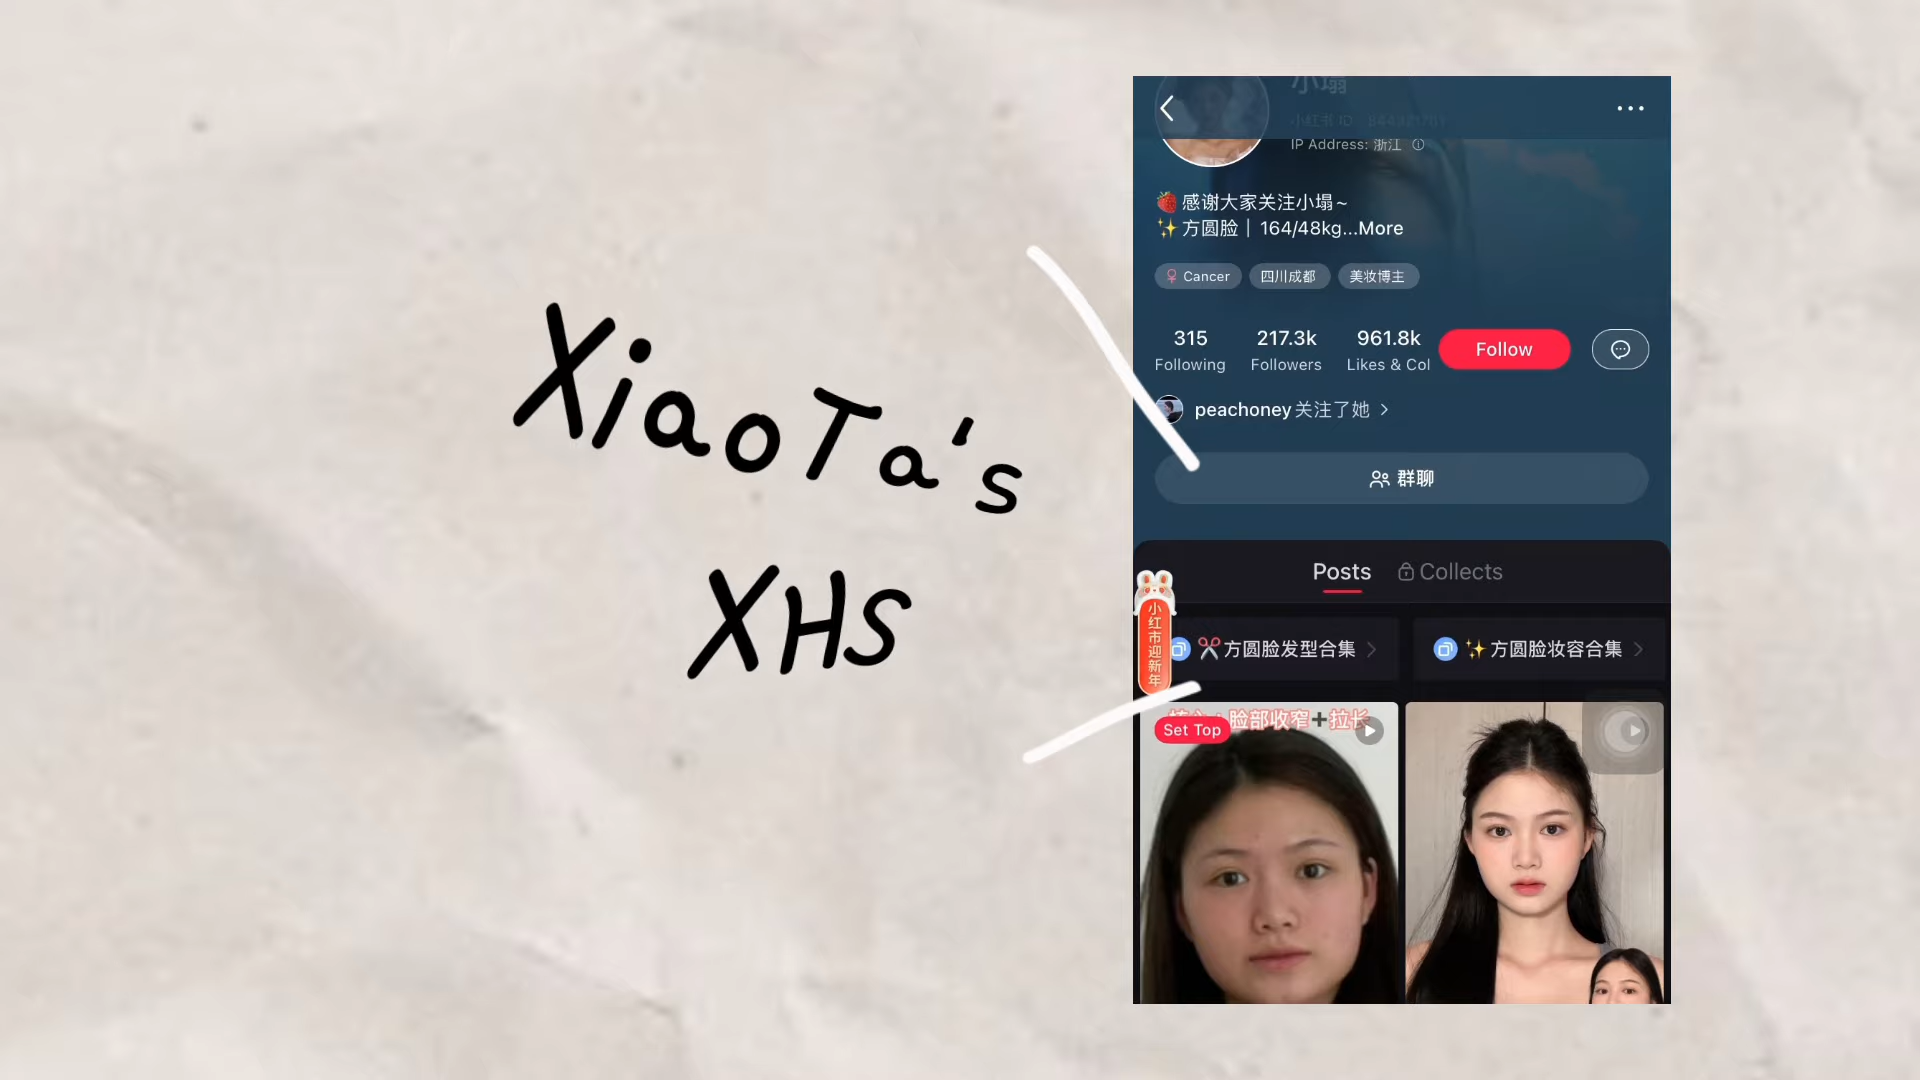 XiaoTa's
XHS
小塌
IP Address: 浙江
🍓感谢大家关注小塌~
✨方圆脸｜164/48kg...More
♀ Cancer 四川成都 美妆博主
315 217.3k 961.8k Follow
Following Followers Likes & Col
peachoney关注了她 >
群聊
Posts Collects
小红市迎新年
✂️方圆脸发型合集 >
✨方圆脸妆容合集 >
脸部收窄+拉长
Set Top